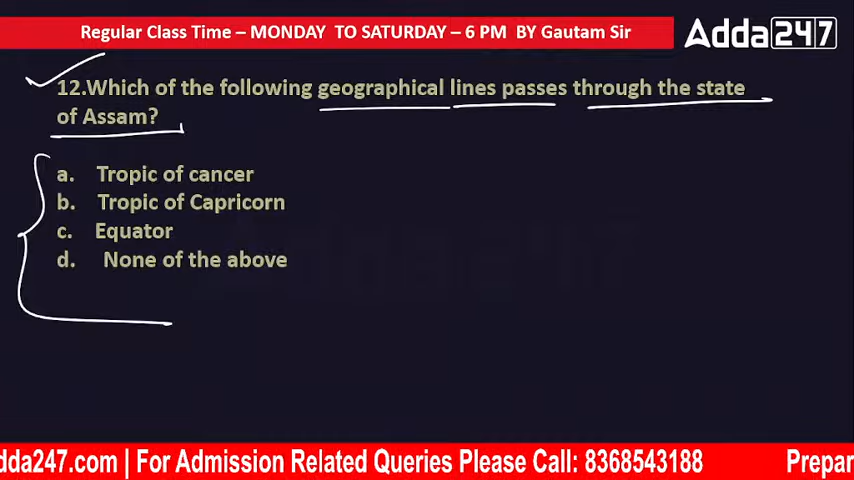 Regular Class Time – MONDAY TO SATURDAY – 6 PM BY Gautam Sir
Adda247
12.Which of the following geographical lines passes through the state
of Assam?
a. Tropic of cancer
b. Tropic of Capricorn
c. Equator
d. None of the above
dda247.com | For Admission Related Queries Please Call: 8368543188 Prepar